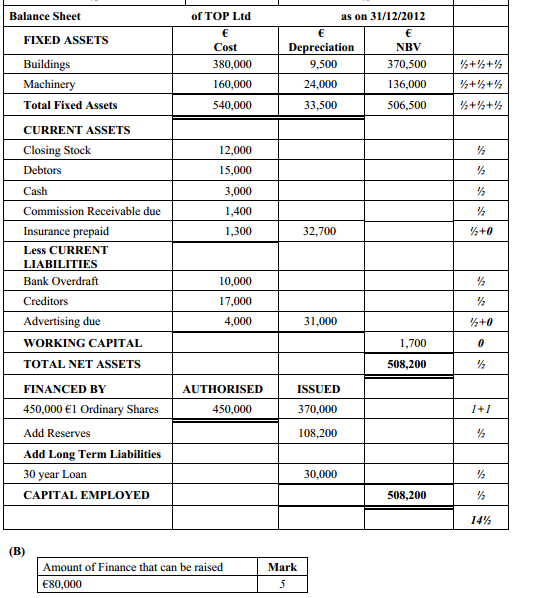 Balance Sheet of TOP Ltd as on 31/12/2012
FIXED ASSETS € Cost € Depreciation € NBV
Buildings 380,000 9,500 370,500 ½+½+½
Machinery 160,000 24,000 136,000 ½+½+½
Total Fixed Assets 540,000 33,500 506,500 ½+½+½
CURRENT ASSETS
Closing Stock 12,000 ½
Debtors 15,000 ½
Cash 3,000 ½
Commission Receivable due 1,400 ½
Insurance prepaid 1,300 32,700 ½+0
Less CURRENT
LIABILITIES
Bank Overdraft 10,000 ½
Creditors 17,000 ½
Advertising due 4,000 31,000 ½+0
WORKING CAPITAL 1,700 0
TOTAL NET ASSETS 508,200 ½
FINANCED BY AUTHORISED ISSUED
450,000 €1 Ordinary Shares 450,000 370,000 1+1
Add Reserves 108,200 ½
Add Long Term Liabilities
30 year Loan 30,000 ½
CAPITAL EMPLOYED 508,200 ½
14½
(B)
Amount of Finance that can be raised Mark
€80,000 5